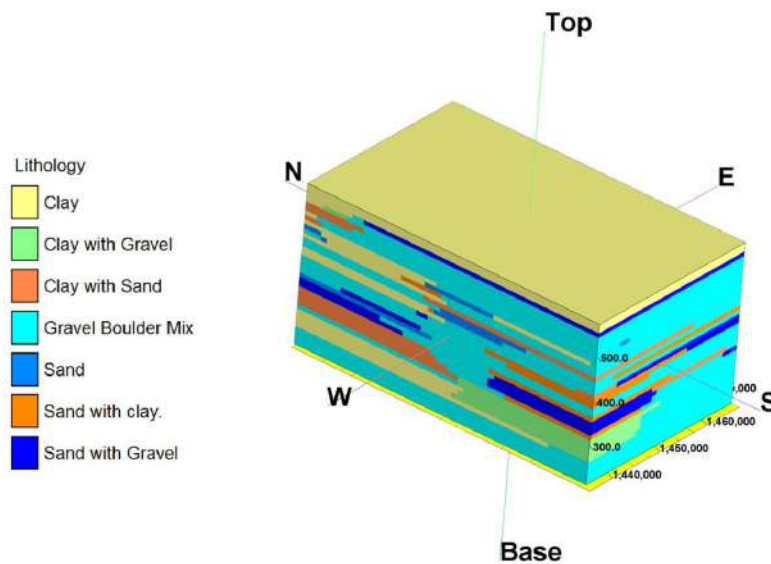 Top
N
E
Lithology
Clay
Clay with Gravel
Clay with Sand
Gravel Boulder Mix
Sand
Sand with clay.
Sand with Gravel
500.0
400.0
300.0
W
S
1,460,000
1,450,000
1,440,000
Base